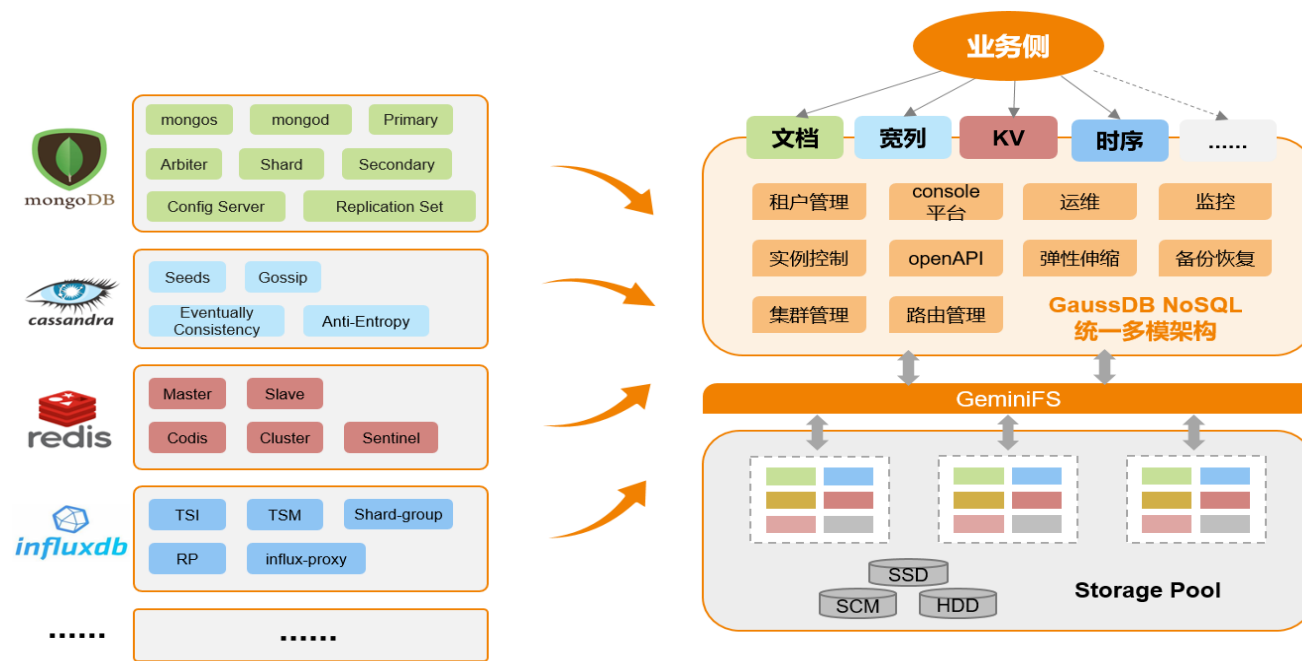 mongoDB
mongos
mongod
Primary
Arbiter
Shard
Secondary
Config Server
Replication Set
cassandra
Seeds
Gossip
Eventually
Consistency
Anti-Entropy
redis
Master
Slave
Codis
Cluster
Sentinel
influxdb
TSI
TSM
Shard-group
RP
influx-proxy
......
......
业务侧
文档
宽列
KV
时序
......
租户管理
console
平台
运维
监控
实例控制
openAPI
弹性伸缩
备份恢复
集群管理
路由管理
GaussDB NoSQL
统一多模架构
GeminiFS
SSD
SCM
HDD
Storage Pool